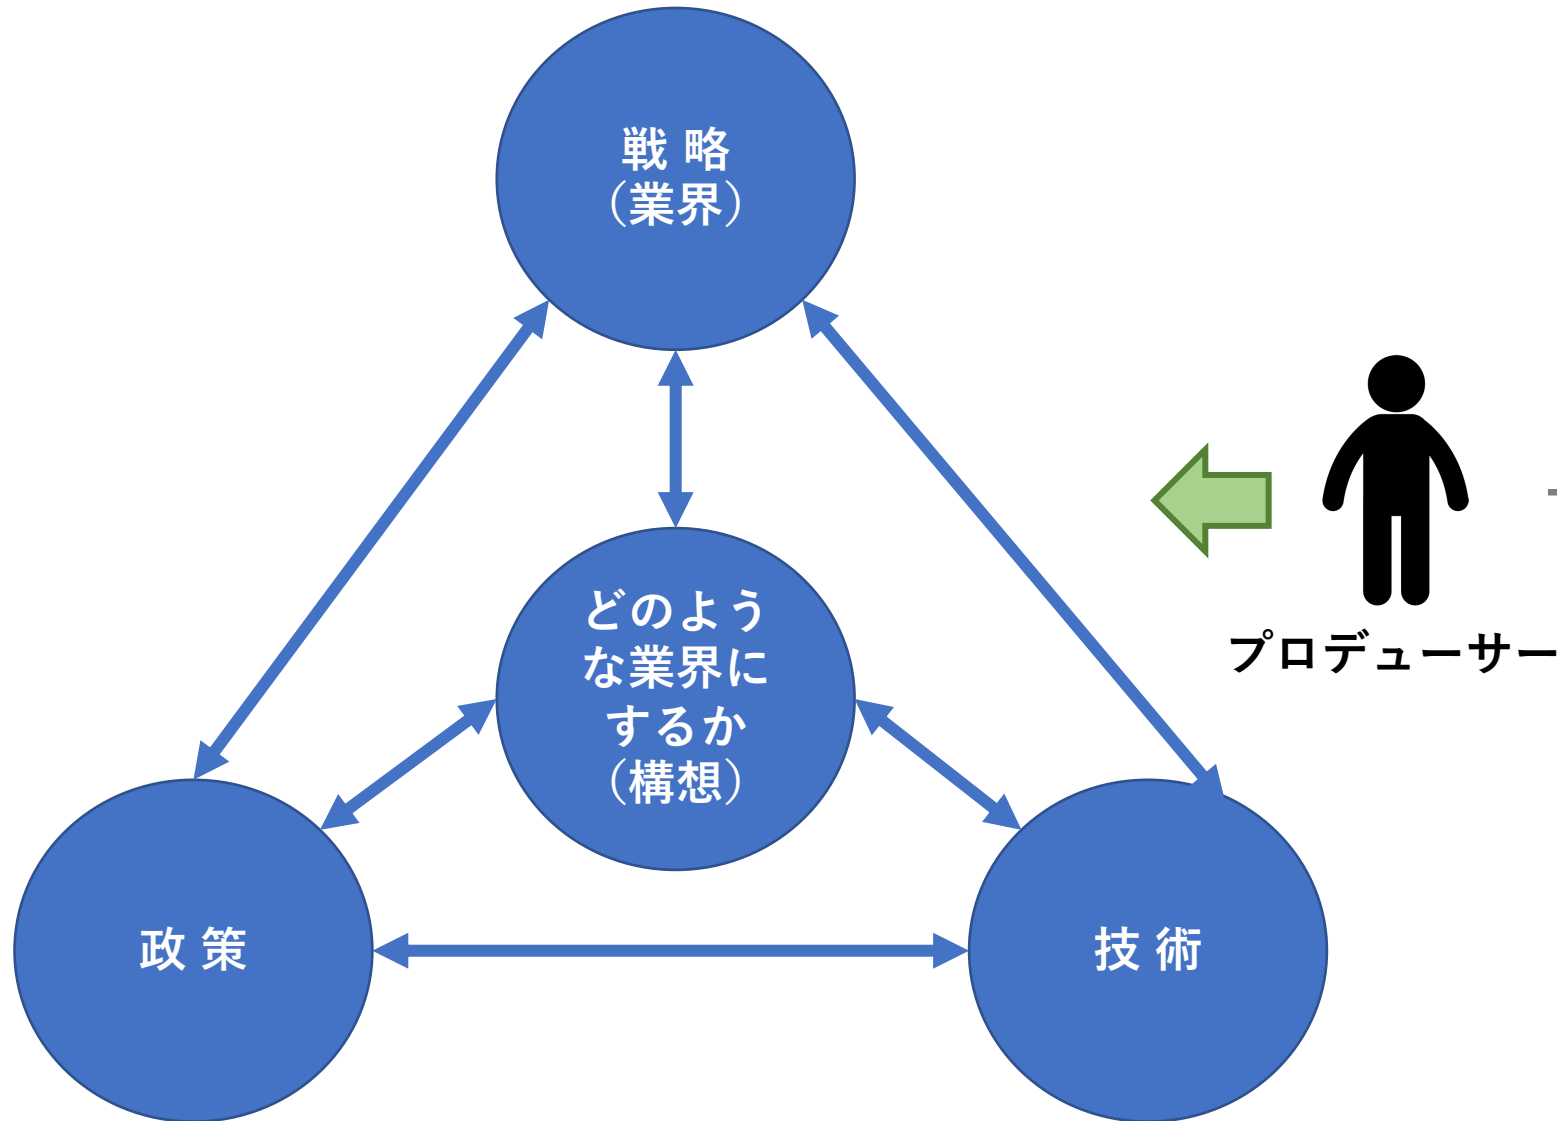 戦 略
（業界）
どのよう
な業界に
するか
（構想）
プロデューサー
政 策
技 術